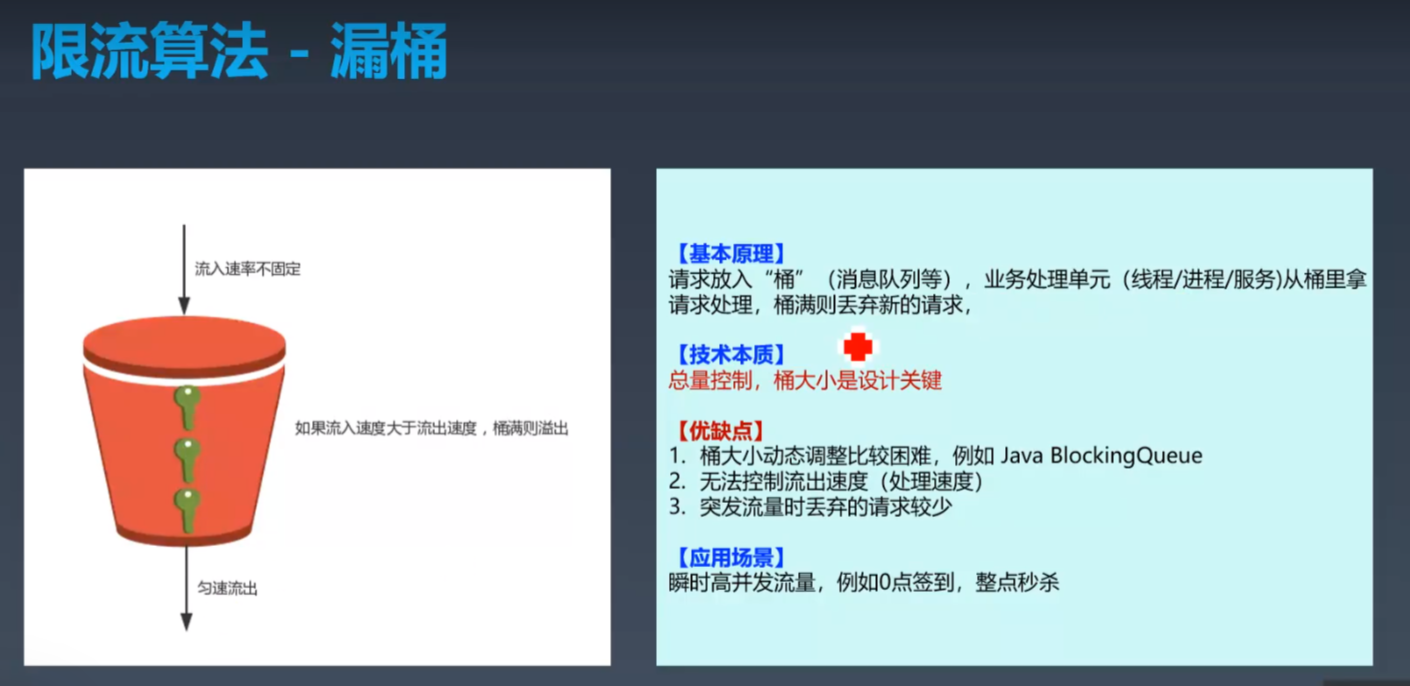 限流算法 - 漏桶
流入速率不固定
如果流入速度大于流出速度，桶满则溢出
匀速流出
【基本原理】
请求放入“桶”（消息队列等），业务处理单元（线程/进程/服务)从桶里拿
请求处理，桶满则丢弃新的请求，
【技术本质】
总量控制，桶大小是设计关键
【优缺点】
1. 桶大小动态调整比较困难，例如 Java BlockingQueue
2. 无法控制流出速度（处理速度）
3. 突发流量时丢弃的请求较少
【应用场景】
瞬时高并发流量，例如0点签到，整点秒杀